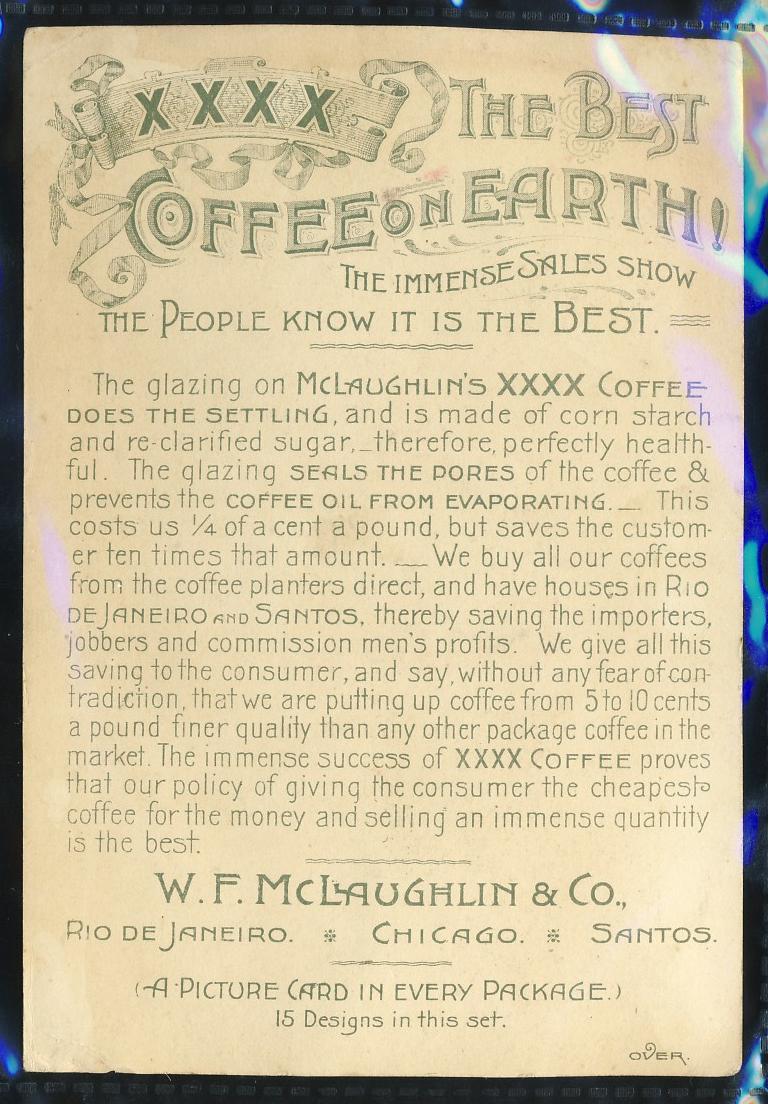 XXXX THE BEST
COFFEE ON EARTH!
THE IMMENSE SALES SHOW
THE PEOPLE KNOW IT IS THE BEST.
The glazing on McLAUGHLIN'S XXXX COFFEE
DOES THE SETTLING, and is made of corn starch
and re-clarified sugar,_therefore, perfectly health-
ful. The glazing SEALS THE PORES of the coffee &
prevents the COFFEE OIL FROM EVAPORATING.__ This
costs us ¼ of a cent a pound, but saves the custom-
er ten times that amount.__We buy all our coffees
from the coffee planters direct, and have houses in RIO
DE JANEIRO AND SANTOS, thereby saving the importers,
jobbers and commission men's profits. We give all this
saving to the consumer, and say, without any fear of con-
tradiction, that we are putting up coffee from 5 to 10 cents
a pound finer quality than any other package coffee in the
market. The immense success of XXXX COFFEE proves
that our policy of giving the consumer the cheapest
coffee for the money and selling an immense quantity
is the best.
W. F. McLAUGHLIN & CO.,
RIO DE JANEIRO. ※ CHICAGO. ※ SANTOS.
(A PICTURE CARD IN EVERY PACKAGE.)
15 Designs in this set.
OVER.